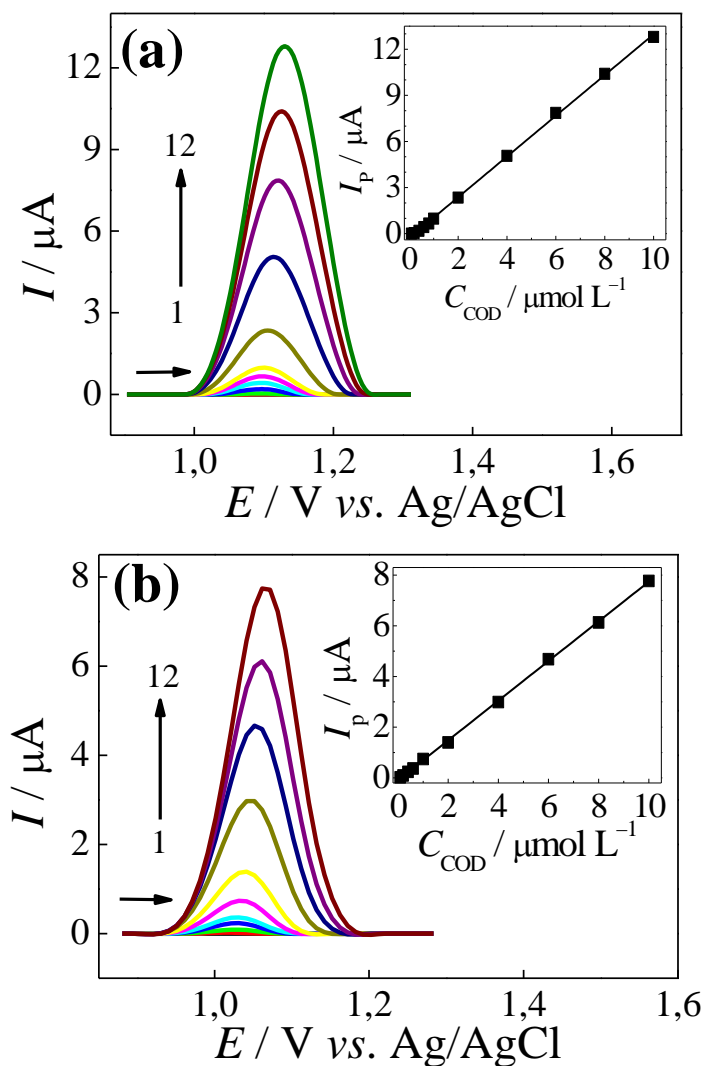 (a)
12
9
6
3
0
I / μA
12
1
1,0 1,2 1,4 1,6
E / V vs. Ag/AgCl
12
9
6
3
0
I_P / μA
0 2 4 6 8 10
C_COD / μmol L⁻¹
(b)
8
6
4
2
0
I / μA
12
1
1,0 1,2 1,4 1,6
E / V vs. Ag/AgCl
8
6
4
2
0
I_p / μA
0 2 4 6 8 10
C_COD / μmol L⁻¹